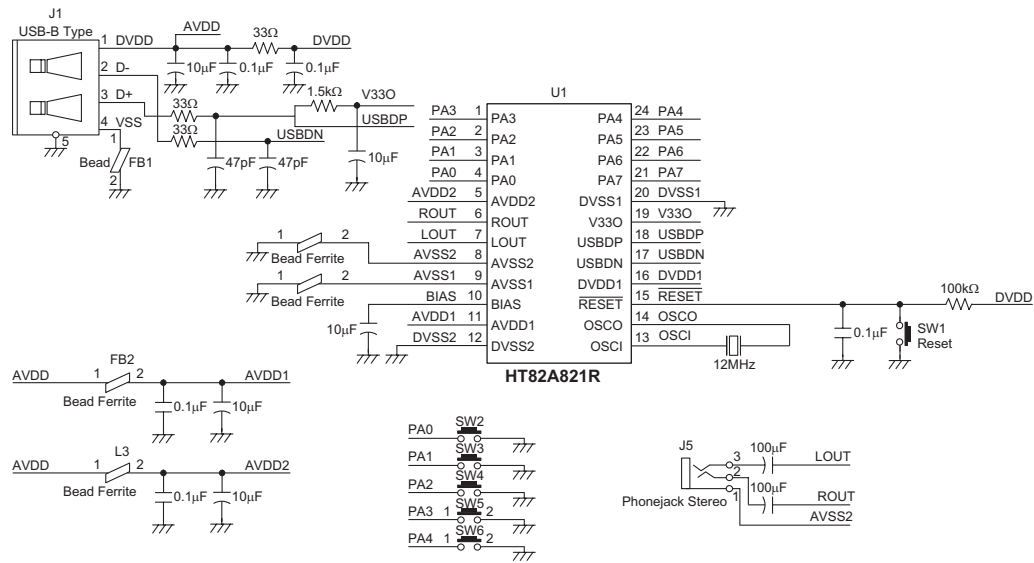 J1
USB-B Type
1 DVDD
2 D-
3 D+
4 VSS
5
1
Bead FB1
2
AVDD
33Ω
DVDD
10μF
0.1μF
0.1μF
33Ω
33Ω
1.5kΩ
V33O
USBDP
USBDN
47pF
47pF
10μF
U1
PA3 1 PA3
PA2 2 PA2
PA1 3 PA1
PA0 4 PA0
AVDD2 5 AVDD2
ROUT 6 ROUT
LOUT 7 LOUT
AVSS2 8 AVSS2
AVSS1 9 AVSS1
BIAS 10 BIAS
AVDD1 11 AVDD1
DVSS2 12 DVSS2
PA4 24 PA4
PA5 23 PA5
PA6 22 PA6
PA7 21 PA7
DVSS1 20 DVSS1
V33O 19 V33O
USBDP 18 USBDP
USBDN 17 USBDN
DVDD1 16 DVDD1
RESET 15 RESET
OSCO 14 OSCO
OSCI 13 OSCI
HT82A821R
1 2
Bead Ferrite
1 2
Bead Ferrite
10μF
12MHz
0.1μF
SW1
Reset
100kΩ
DVDD
FB2
AVDD 1 2 AVDD1
Bead Ferrite
0.1μF
10μF
L3
AVDD 1 2 AVDD2
Bead Ferrite
0.1μF
10μF
SW2
PA0
SW3
PA1
SW4
PA2
SW5
PA3 1 2
SW6
PA4 1 2
J5
3
100μF
LOUT
2
100μF
ROUT
1
AVSS2
Phonejack Stereo